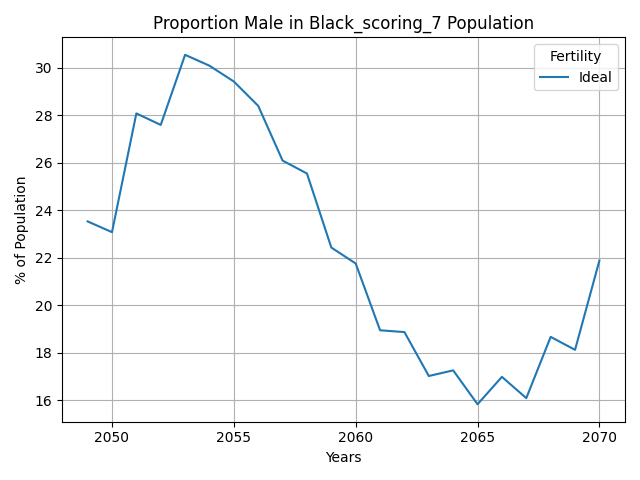 Proportion Male in Black_scoring_7 Population
Fertility
Ideal
% of Population
30
28
26
24
22
20
18
16
2050 2055 2060 2065 2070
Years